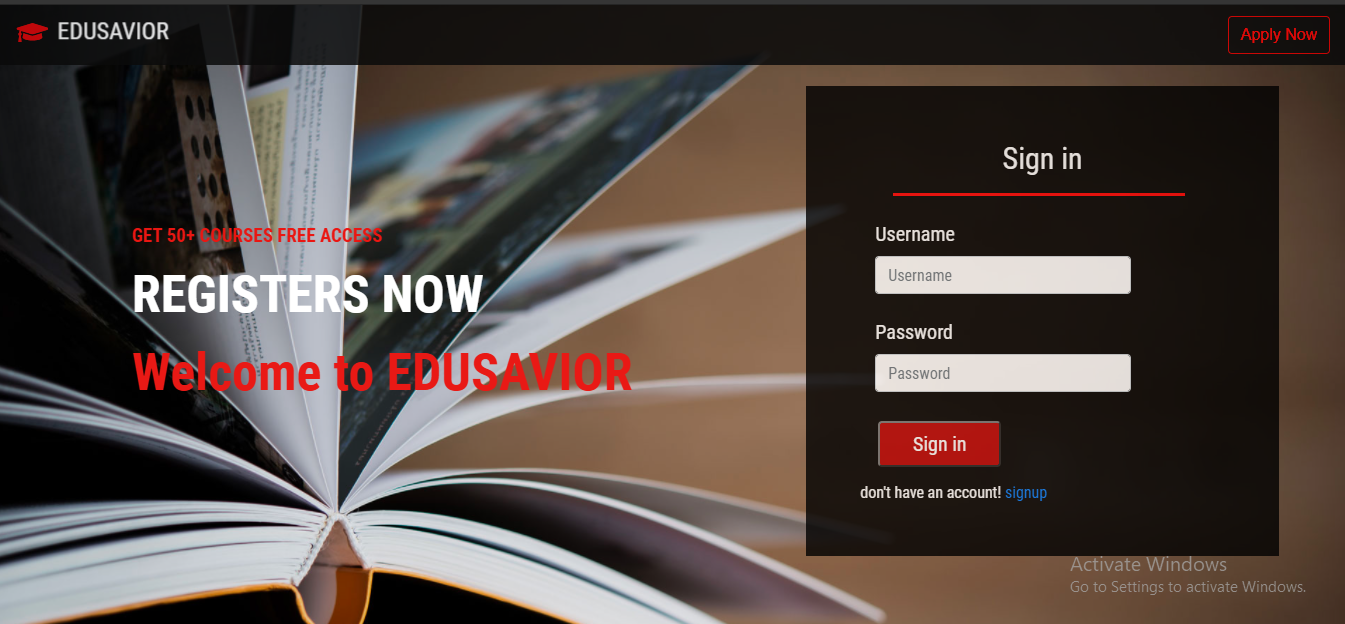 EDUSAVIOR
Apply Now
GET 50+ COURSES FREE ACCESS
REGISTERS NOW
Welcome to EDUSAVIOR
Sign in
Username
Username
Password
Password
Sign in
don't have an account! signup
Activate Windows
Go to Settings to activate Windows.